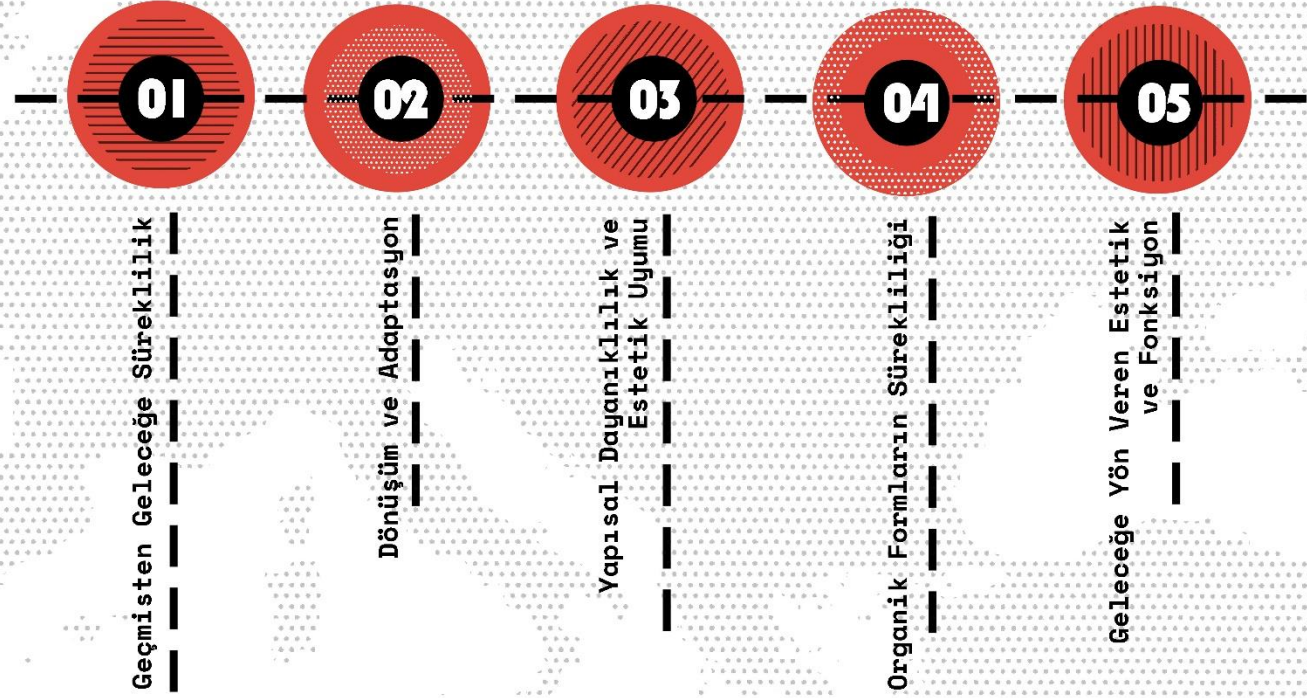 01
02
03
04
05
Geçmisten Geleceğe Süreklilik
Dönüşüm ve Adaptasyon
Yapısal Dayanıklılık ve
Estetik Uyumu
Organik Formların Sürekliliği
Geleceğe Yön Veren Estetik
ve Fonksiyon